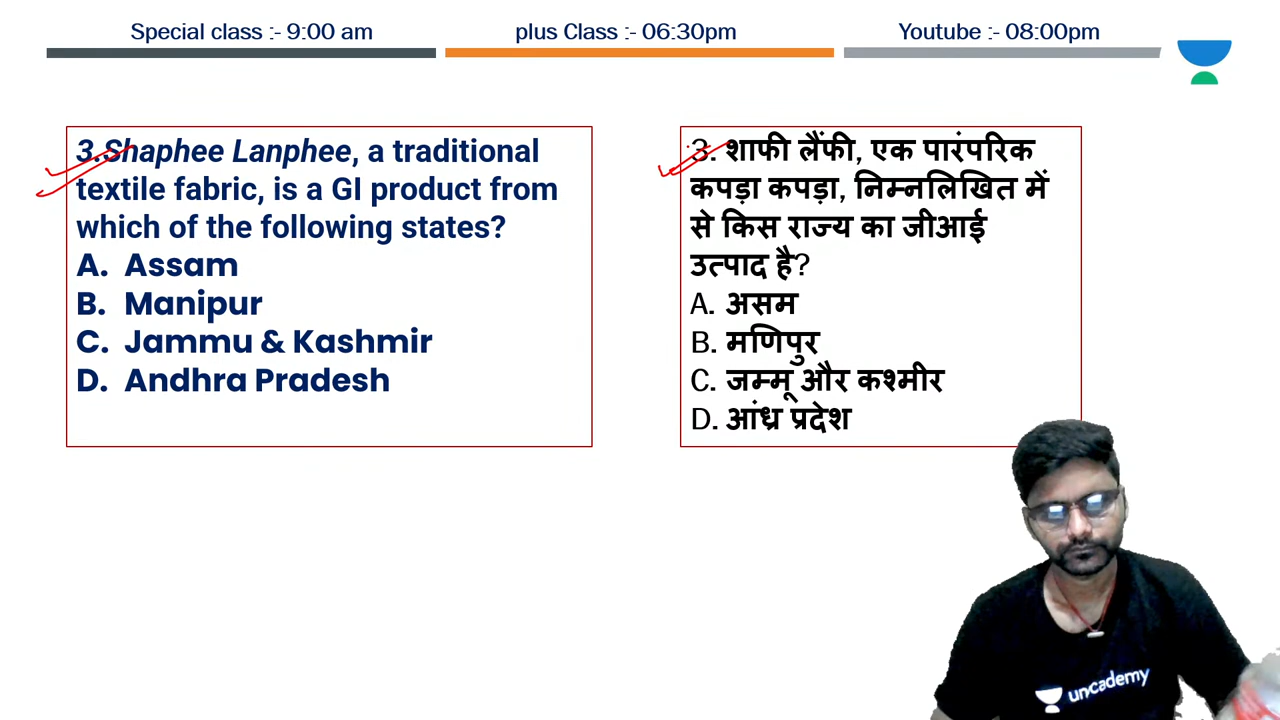 Special class :- 9:00 am
plus Class :- 06:30pm
Youtube :- 08:00pm
3.Shaphee Lanphee, a traditional
textile fabric, is a GI product from
which of the following states?
A. Assam
B. Manipur
C. Jammu & Kashmir
D. Andhra Pradesh
3. शाफी लैंफी, एक पारंपरिक
कपड़ा कपड़ा, निम्नलिखित में
से किस राज्य का जीआई
उत्पाद है?
A. असम
B. मणिपुर
C. जम्मू और कश्मीर
D. आंध्र प्रदेश
unacademy